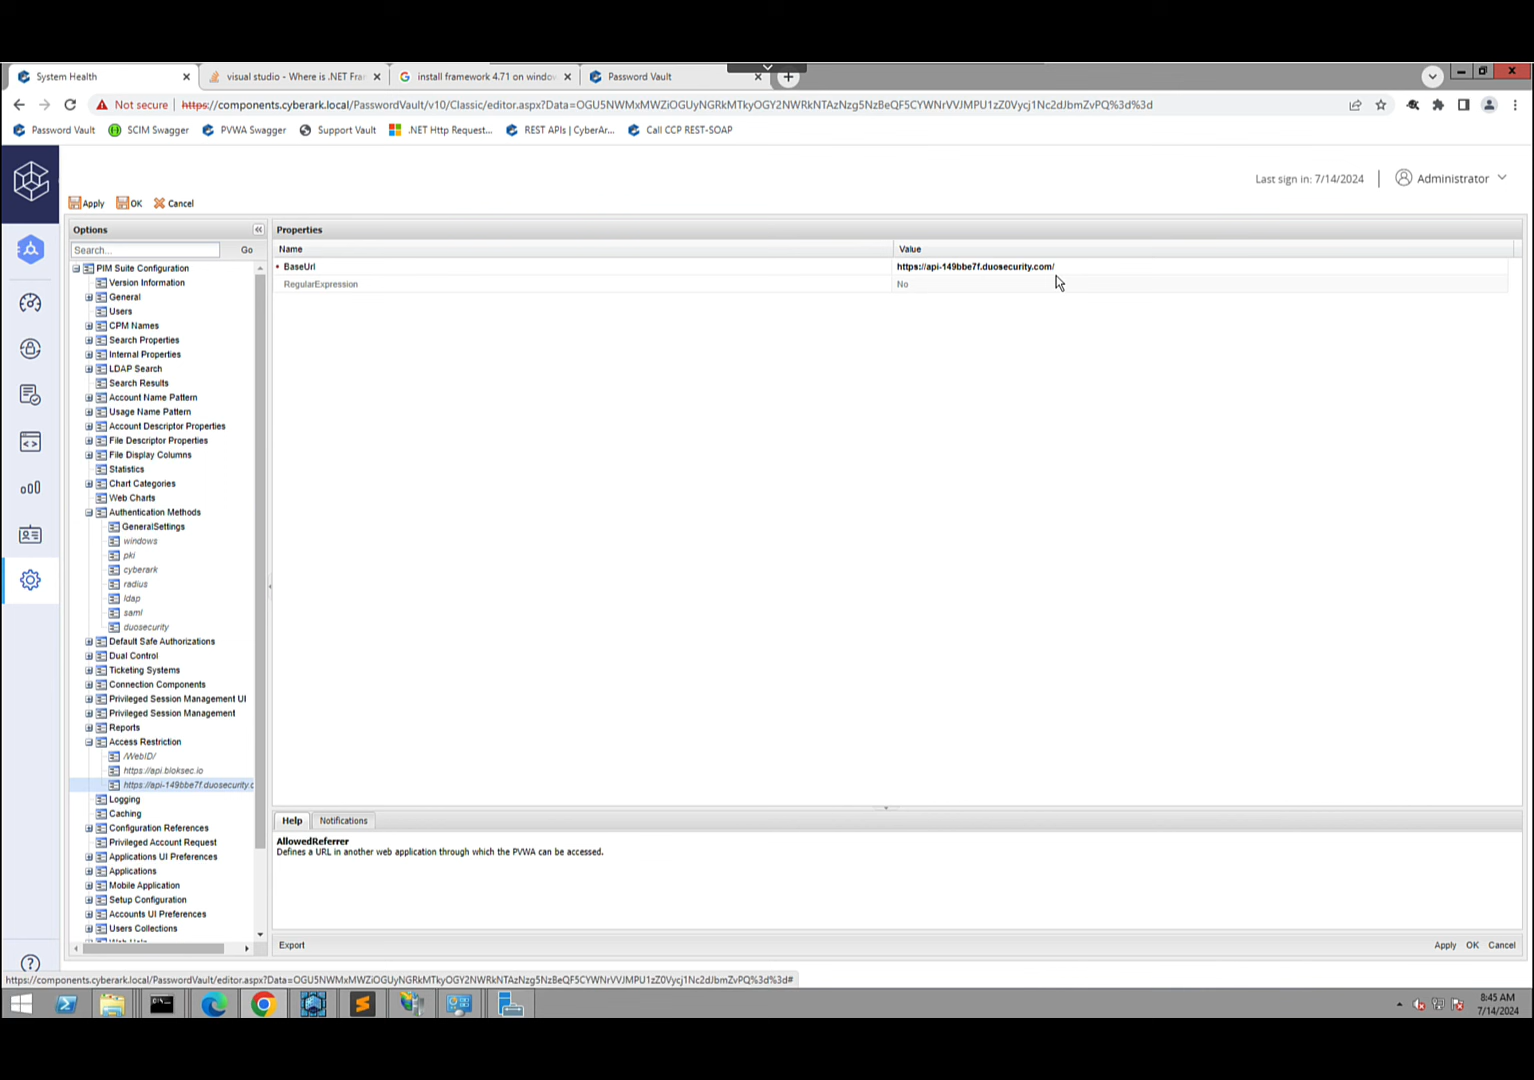 System Health
visual studio - Where is .NET Fra
install framework 4.71 on windo
Password Vault
Not secure
https://components.cyberark.local/PasswordVault/v10/Classic/editor.aspx?Data=OGU5NWMxMWZiOGUyNGRkMTkyOGY2NWRkNTAzNzg5NzBeQF5CYWNrVVJMPU1zZ0Vycj1Nc2dJbmZvPQ%3d%3d
Password Vault
SCIM Swagger
PVWA Swagger
Support Vault
.NET Http Request...
REST APIs | CyberAr...
Call CCP REST-SOAP
Last sign in: 7/14/2024
Administrator
Apply
OK
Cancel
Options
Search...
Go
PIM Suite Configuration
Version Information
General
Users
CPM Names
Search Properties
Internal Properties
LDAP Search
Search Results
Account Name Pattern
Usage Name Pattern
Account Descriptor Properties
File Descriptor Properties
File Display Columns
Statistics
Chart Categories
Web Charts
Authentication Methods
GeneralSettings
windows
pki
cyberark
radius
ldap
saml
duosecurity
Default Safe Authorizations
Dual Control
Ticketing Systems
Connection Components
Privileged Session Management UI
Privileged Session Management
Reports
Access Restriction
/WebID/
https://api.bloksec.io
https://api-149bbe7f.duosecurity.c
Logging
Caching
Configuration References
Privileged Account Request
Applications UI Preferences
Applications
Mobile Application
Setup Configuration
Accounts UI Preferences
Users Collections
Properties
Name
Value
BaseUrl
https://api-149bbe7f.duosecurity.com/
RegularExpression
No
Help
Notifications
AllowedReferrer
Defines a URL in another web application through which the PVWA can be accessed.
Export
Apply
OK
Cancel
https://components.cyberark.local/PasswordVault/editor.aspx?Data=OGU5NWMxMWZiOGUyNGRkMTkyOGY2NWRkNTAzNzg5NzBeQF5CYWNrVVJMPU1zZ0Vycj1Nc2dJbmZvPQ%3d%3d#
8:45 AM
7/14/2024